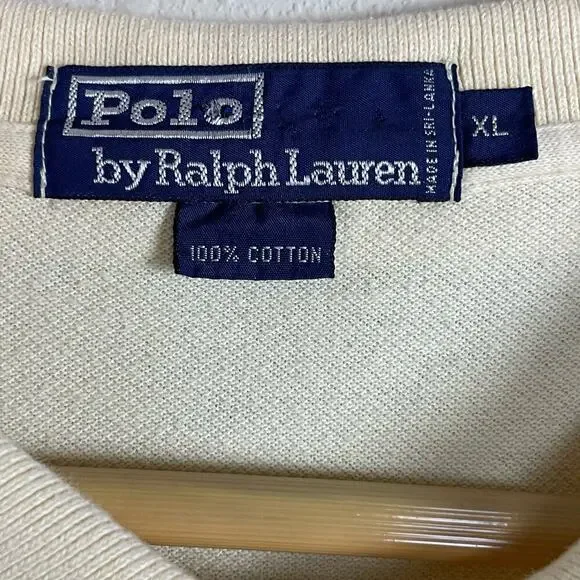 Polo
by Ralph Lauren
MADE IN SRI-LANKA
XL
100% COTTON